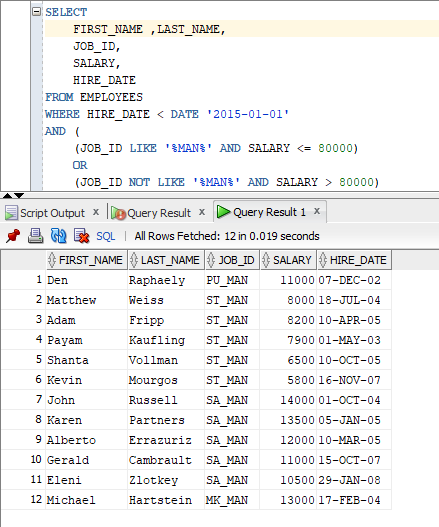 SELECT
FIRST_NAME ,LAST_NAME,
JOB_ID,
SALARY,
HIRE_DATE
FROM EMPLOYEES
WHERE HIRE_DATE < DATE '2015-01-01'
AND (
(JOB_ID LIKE '%MAN%' AND SALARY <= 80000)
OR
(JOB_ID NOT LIKE '%MAN%' AND SALARY > 80000)
Script Output x Query Result x Query Result 1 x
SQL | All Rows Fetched: 12 in 0.019 seconds
FIRST_NAME LAST_NAME JOB_ID SALARY HIRE_DATE
1 Den Raphaely PU_MAN 11000 07-DEC-02
2 Matthew Weiss ST_MAN 8000 18-JUL-04
3 Adam Fripp ST_MAN 8200 10-APR-05
4 Payam Kaufling ST_MAN 7900 01-MAY-03
5 Shanta Vollman ST_MAN 6500 10-OCT-05
6 Kevin Mourgos ST_MAN 5800 16-NOV-07
7 John Russell SA_MAN 14000 01-OCT-04
8 Karen Partners SA_MAN 13500 05-JAN-05
9 Alberto Errazuriz SA_MAN 12000 10-MAR-05
10 Gerald Cambrault SA_MAN 11000 15-OCT-07
11 Eleni Zlotkey SA_MAN 10500 29-JAN-08
12 Michael Hartstein MK_MAN 13000 17-FEB-04